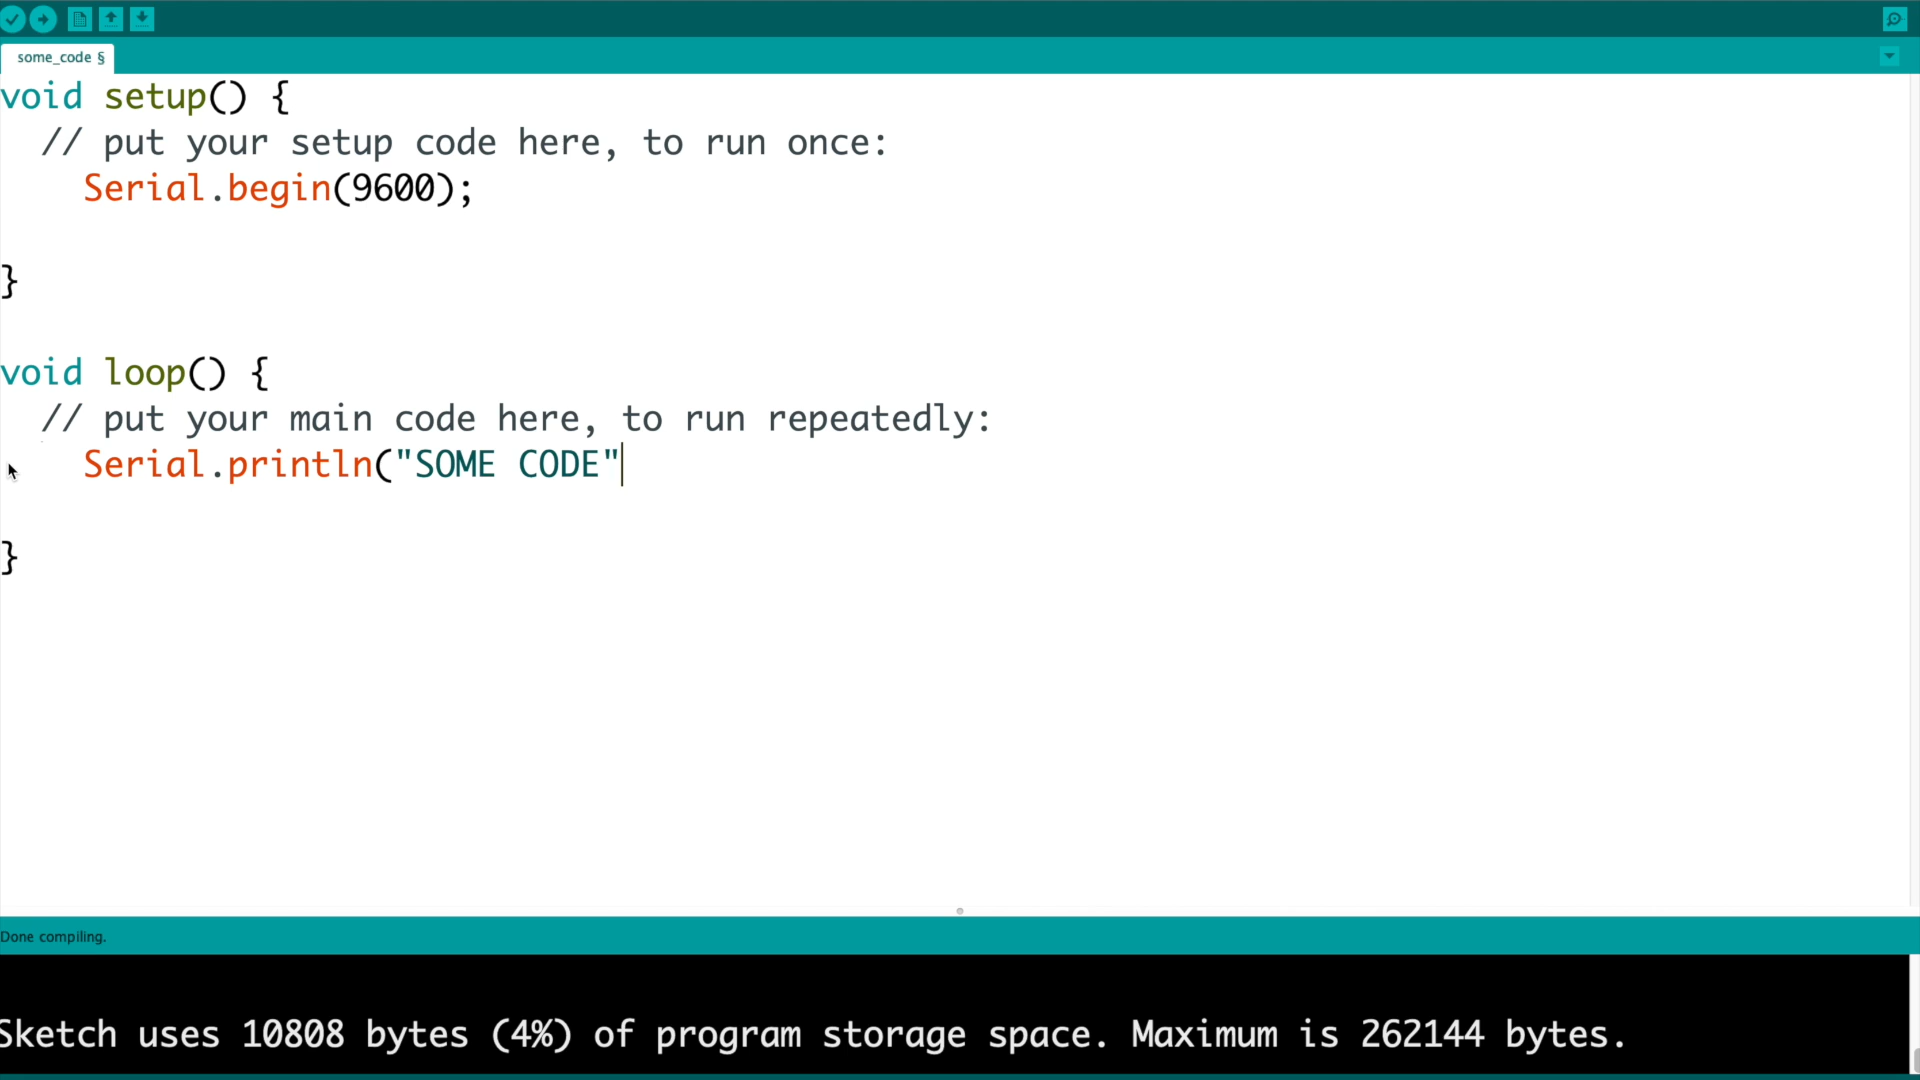 some_code §
void setup() {
// put your setup code here, to run once:
Serial.begin(9600);
}
void loop() {
// put your main code here, to run repeatedly:
Serial.println("SOME CODE"
}
Done compiling.
Sketch uses 10808 bytes (4%) of program storage space. Maximum is 262144 bytes.